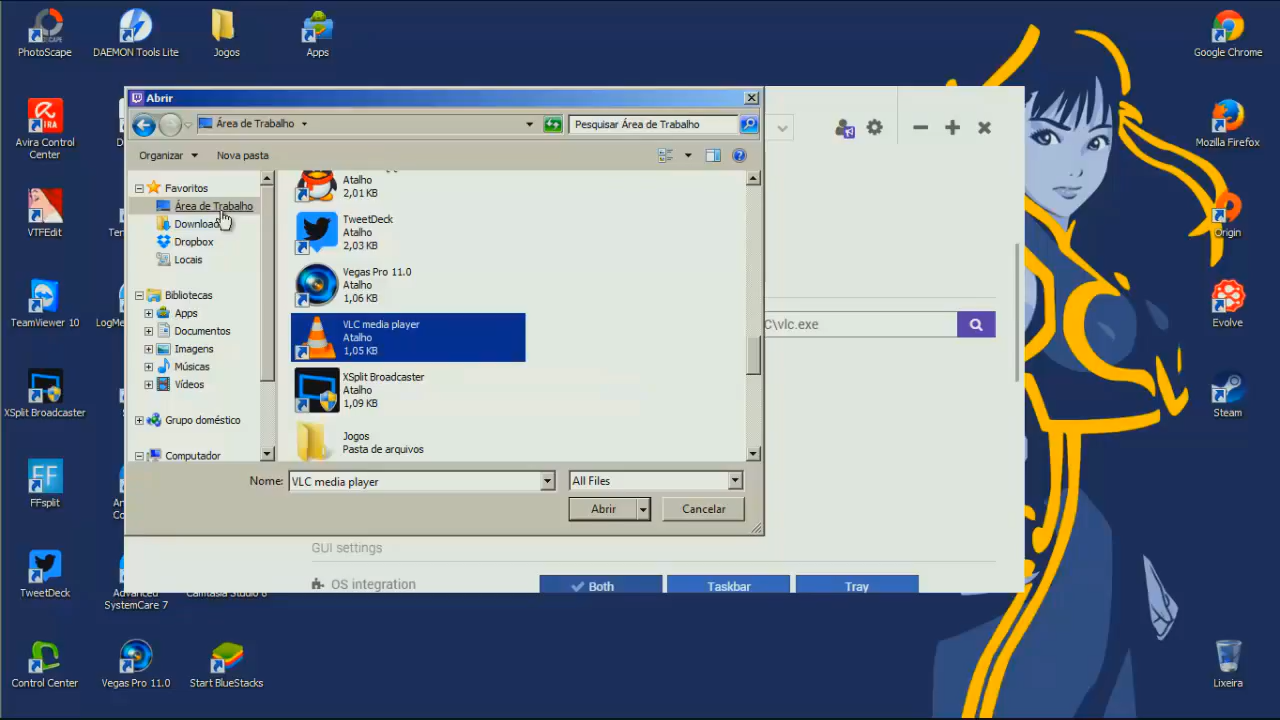 PhotoScape
DAEMON Tools Lite
Jogos
Apps
Google Chrome
Avira Control
Center
VTFEdit
TeamViewer 10
XSplit Broadcaster
FFsplit
TweetDeck
Advanced
SystemCare 7
Control Center
Vegas Pro 11.0
Start BlueStacks
Mozilla Firefox
Origin
Evolve
Steam
Lixeira
Abrir
Área de Trabalho
Pesquisar Área de Trabalho
Organizar
Nova pasta
Favoritos
Área de Trabalho
Downloads
Dropbox
Locais
Bibliotecas
Apps
Documentos
Imagens
Músicas
Vídeos
Grupo doméstico
Computador
Atalho
2,01 KB
TweetDeck
Atalho
2,03 KB
Vegas Pro 11.0
Atalho
1,06 KB
VLC media player
Atalho
1,05 KB
XSplit Broadcaster
Atalho
1,09 KB
Jogos
Pasta de arquivos
Nome:
VLC media player
All Files
Abrir
Cancelar
C\vlc.exe
GUI settings
OS integration
Both
Taskbar
Tray